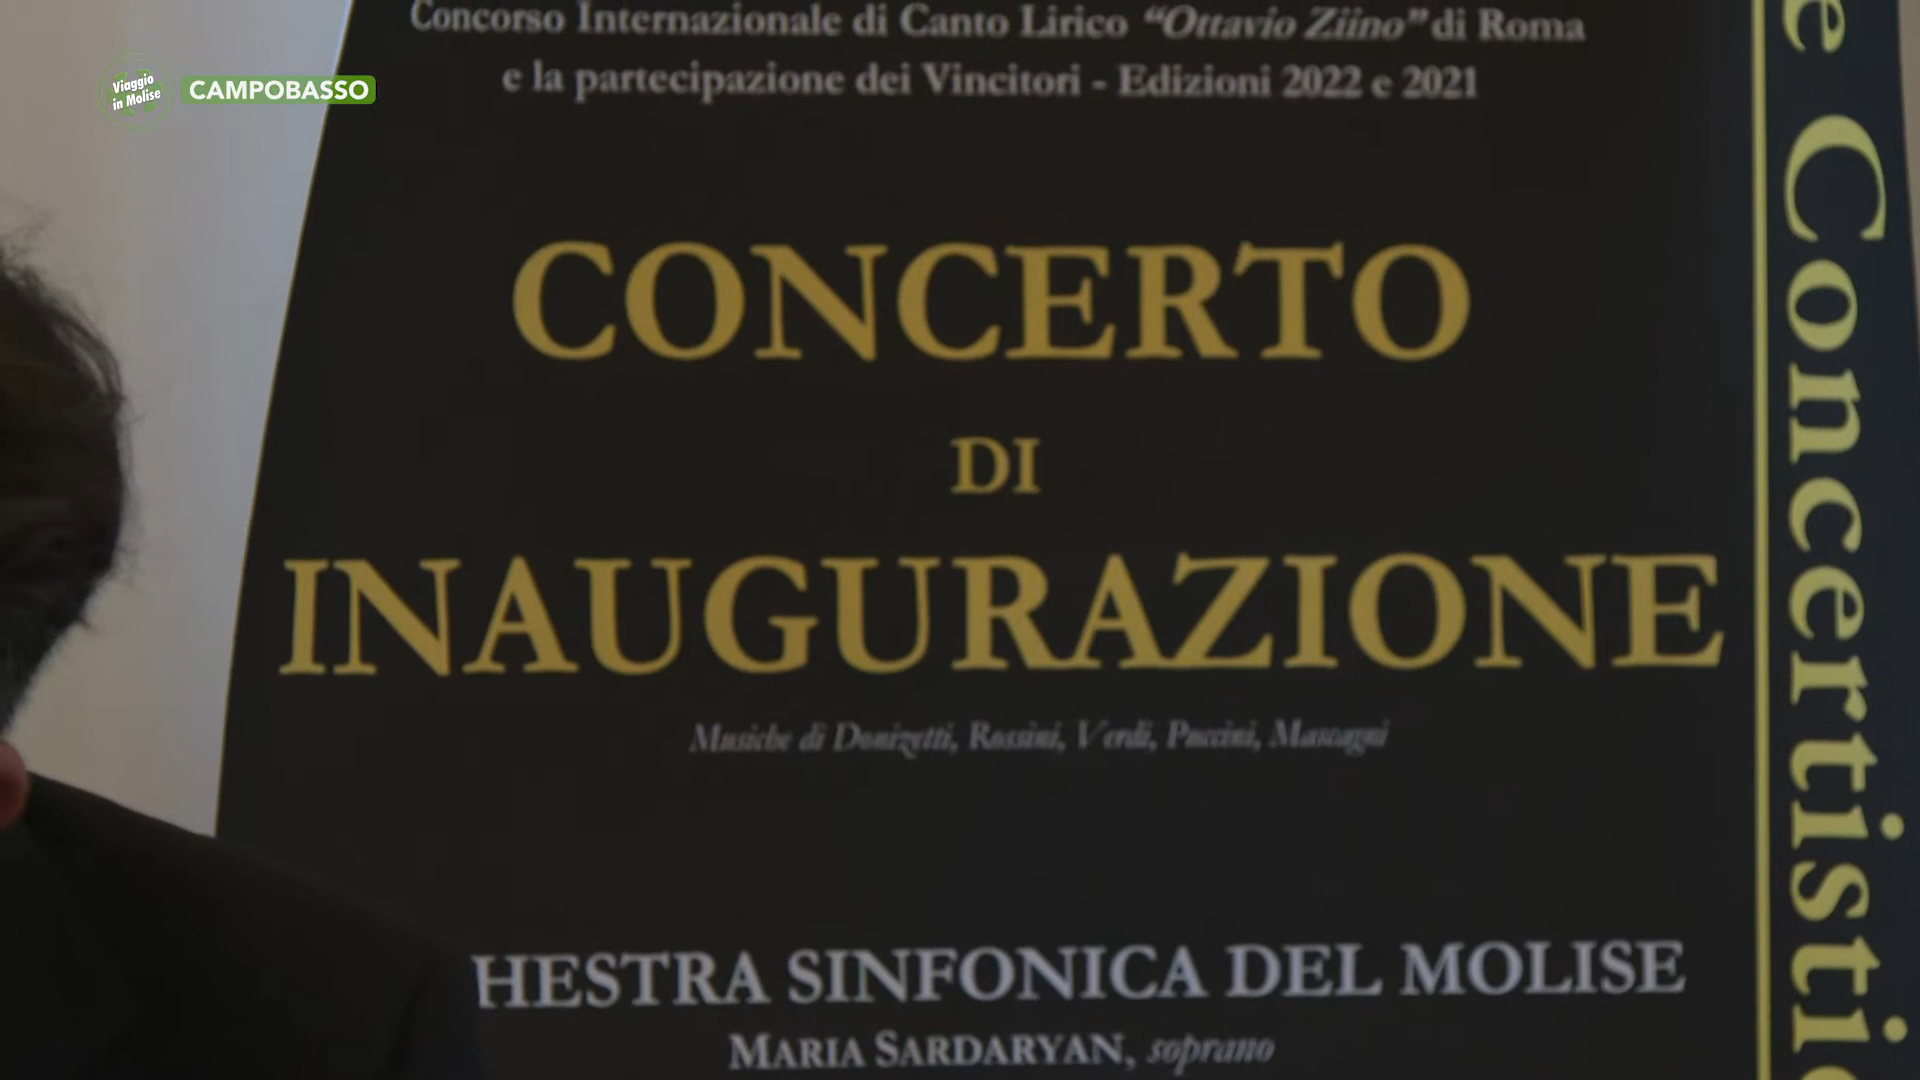 Concorso Internazionale di Canto Lirico “Ottavio Ziino” di Roma
e la partecipazione dei Vincitori - Edizioni 2022 e 2021
Viaggio
in Molise
CAMPOBASSO
CONCERTO
DI
INAUGURAZIONE
Musiche di Donizetti, Rossini, Verdi, Puccini, Mascagni
HESTRA SINFONICA DEL MOLISE
MARIA SARDARYAN, soprano
e Concertisti